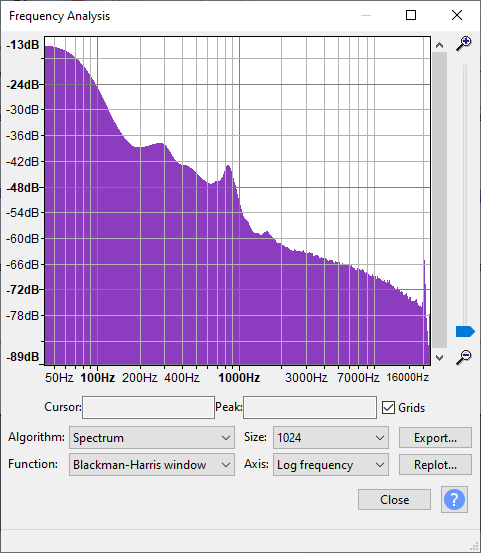 Frequency Analysis
-13dB
-24dB
-30dB
-36dB
-42dB
-48dB
-54dB
-60dB
-66dB
-72dB
-78dB
-89dB
50Hz 100Hz 200Hz 400Hz 1000Hz 3000Hz 7000Hz 16000Hz
Cursor: Peak: Grids
Algorithm: Spectrum Size: 1024 Export...
Function: Blackman-Harris window Axis: Log frequency Replot...
Close ?